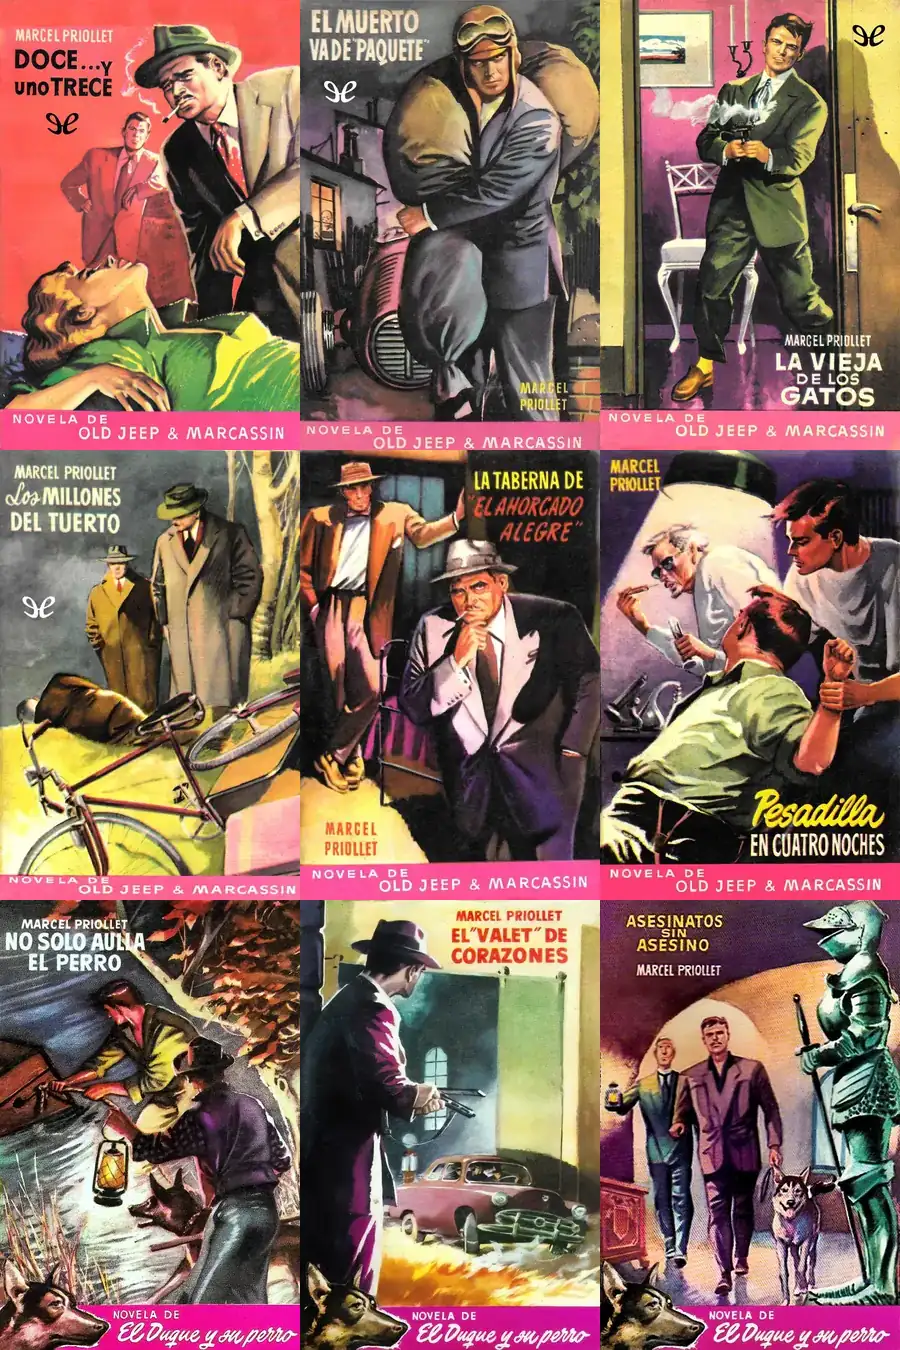 MARCEL PRIOLLET
DOCE...Y
unoTRECE
NOVELA DE
OLD JEEP & MARCASSIN
EL MUERTO
VA DE "PAQUETE"
MARCEL
PRIOLLET
NOVELA DE
OLD JEEP & MARCASSIN
MARCEL PRIOLLET
LA VIEJA
DE LOS
GATOS
NOVELA DE
OLD JEEP & MARCASSIN
MARCEL PRIOLLET
Los MILLONES
DEL TUERTO
NOVELA DE
OLD JEEP & MARCASSIN
LA TABERNA DE
"EL AHORCADO
ALEGRE"
MARCEL
PRIOLLET
NOVELA DE
OLD JEEP & MARCASSIN
MARCEL
PRIOLLET
Pesadilla
EN CUATRO NOCHES
NOVELA DE
OLD JEEP & MARCASSIN
MARCEL PRIOLLET
NO SOLO AULLA
EL PERRO
NOVELA DE
El Duque y su perro
MARCEL PRIOLLET
EL "VALET" DE
CORAZONES
NOVELA DE
El Duque y su perro
ASESINATOS
SIN
ASESINO
MARCEL PRIOLLET
NOVELA DE
El Duque y su perro